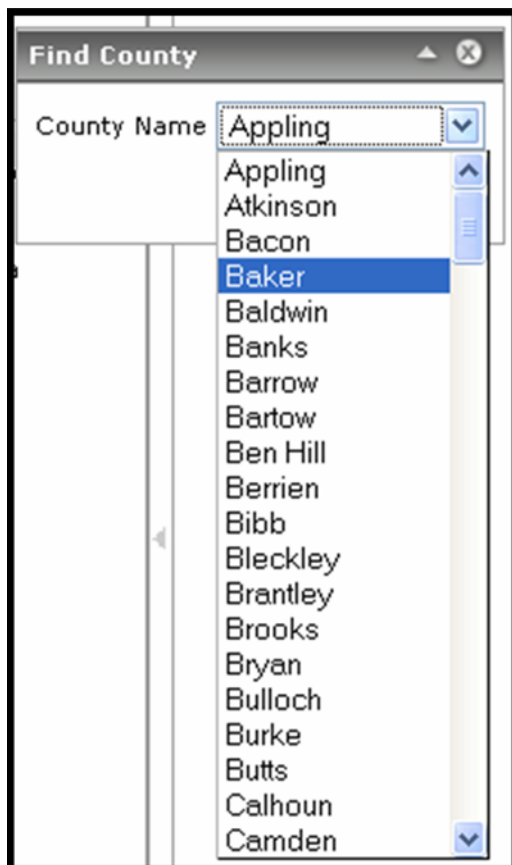 Find County
County Name Appling
Appling
Atkinson
Bacon
Baker
Baldwin
Banks
Barrow
Bartow
Ben Hill
Berrien
Bibb
Bleckley
Brantley
Brooks
Bryan
Bulloch
Burke
Butts
Calhoun
Camden